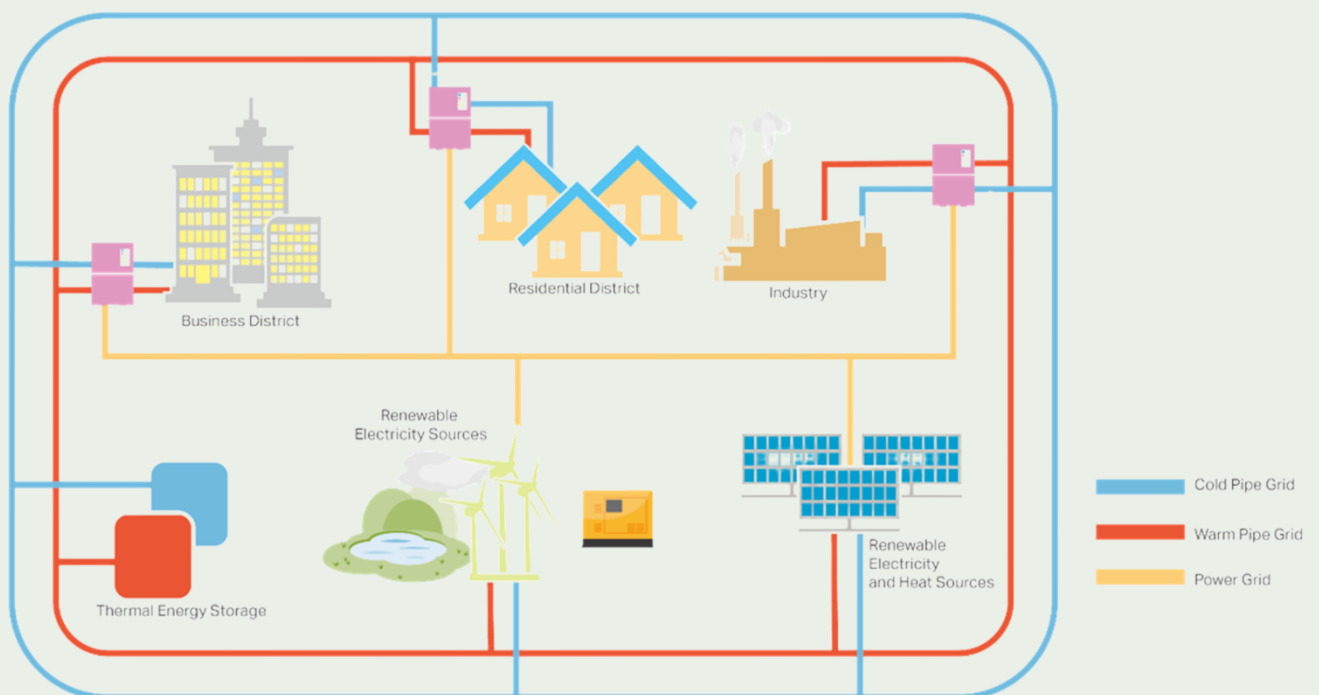 Residential District
Industry
Business District
Renewable
Electricity Sources
Cold Pipe Grid
Warm Pipe Grid
Renewable
Electricity
and Heat Sources
Power Grid
Thermal Energy Storage